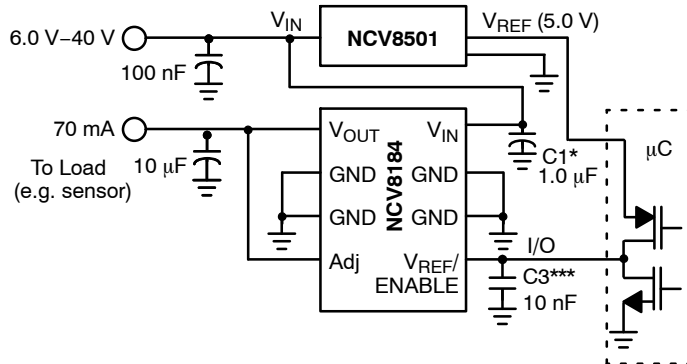 V_IN
V_REF (5.0 V)
6.0 V–40 V
NCV8501
100 nF
70 mA
V_OUT
V_IN
C1*
1.0 μF
μC
To Load
(e.g. sensor)
10 μF
GND
GND
NCV8184
GND
GND
I/O
Adj
V_REF/
ENABLE
C3***
10 nF